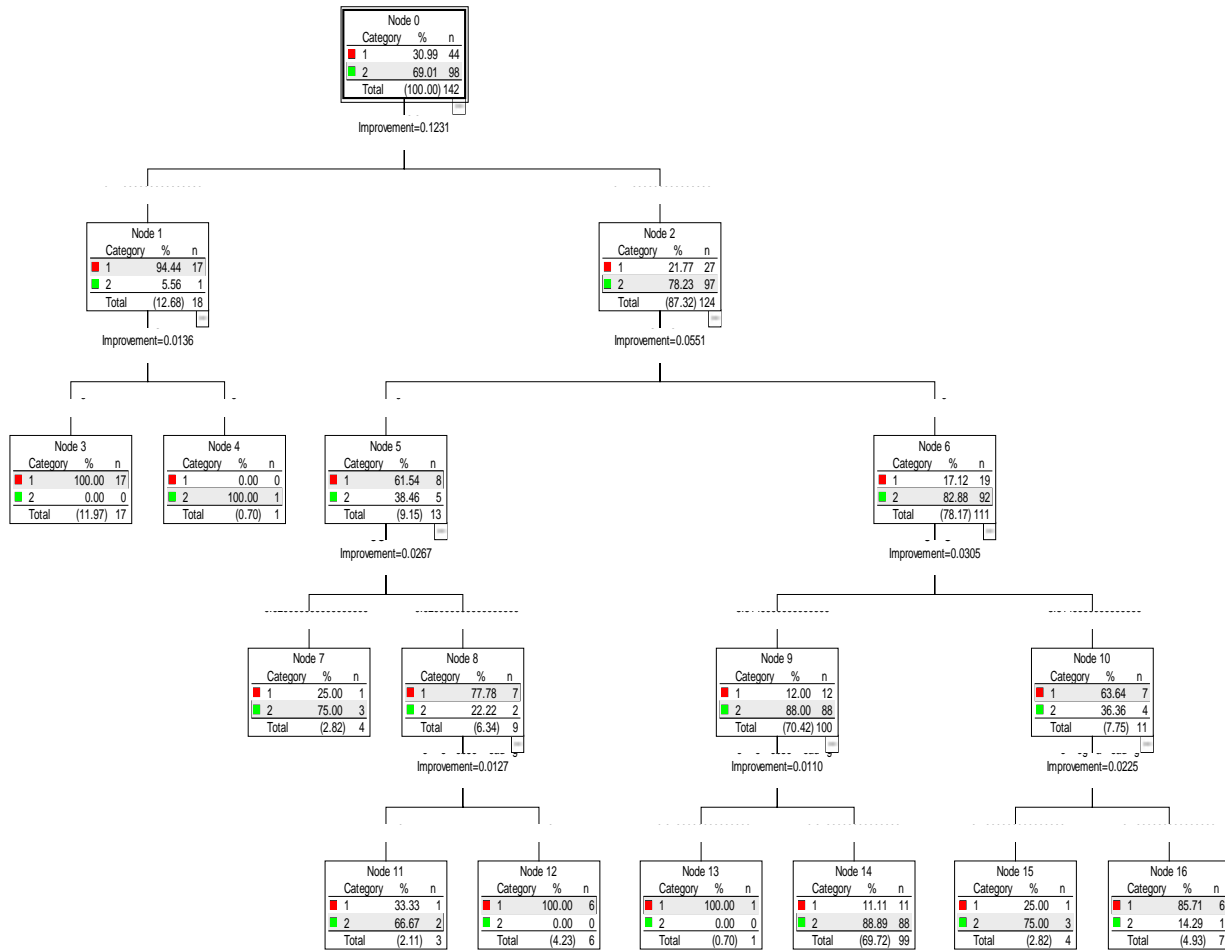 Node 0
Category % n
1 30.99 44
2 69.01 98
Total (100.00) 142
Improvement=0.1231
Node 1
Category % n
1 94.44 17
2 5.56 1
Total (12.68) 18
Improvement=0.0136
Node 2
Category % n
1 21.77 27
2 78.23 97
Total (87.32) 124
Improvement=0.0551
Node 3
Category % n
1 100.00 17
2 0.00 0
Total (11.97) 17
Node 4
Category % n
1 0.00 0
2 100.00 1
Total (0.70) 1
Node 5
Category % n
1 61.54 8
2 38.46 5
Total (9.15) 13
Improvement=0.0267
Node 6
Category % n
1 17.12 19
2 82.88 92
Total (78.17) 111
Improvement=0.0305
Node 7
Category % n
1 25.00 1
2 75.00 3
Total (2.82) 4
Node 8
Category % n
1 77.78 7
2 22.22 2
Total (6.34) 9
Improvement=0.0127
Node 9
Category % n
1 12.00 12
2 88.00 88
Total (70.42) 100
Improvement=0.0110
Node 10
Category % n
1 63.64 7
2 36.36 4
Total (7.75) 11
Improvement=0.0225
Node 11
Category % n
1 33.33 1
2 66.67 2
Total (2.11) 3
Node 12
Category % n
1 100.00 6
2 0.00 0
Total (4.23) 6
Node 13
Category % n
1 100.00 1
2 0.00 0
Total (0.70) 1
Node 14
Category % n
1 11.11 11
2 88.89 88
Total (69.72) 99
Node 15
Category % n
1 25.00 1
2 75.00 3
Total (2.82) 4
Node 16
Category % n
1 85.71 6
2 14.29 1
Total (4.93) 7